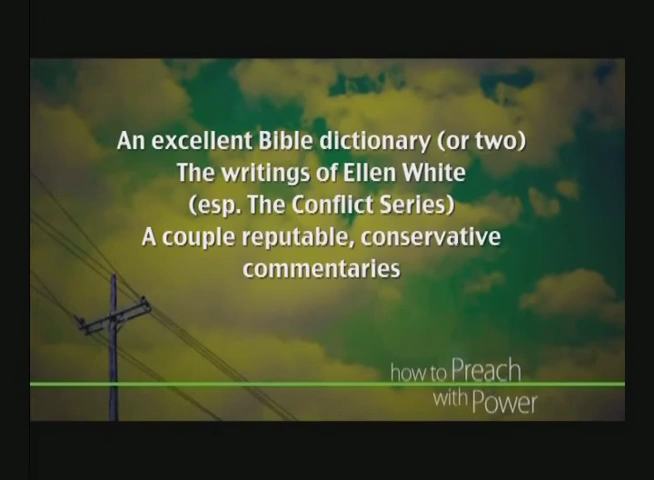 An excellent Bible dictionary (or two)
The writings of Ellen White
(esp. The Conflict Series)
A couple reputable, conservative
commentaries
how to Preach
with Power